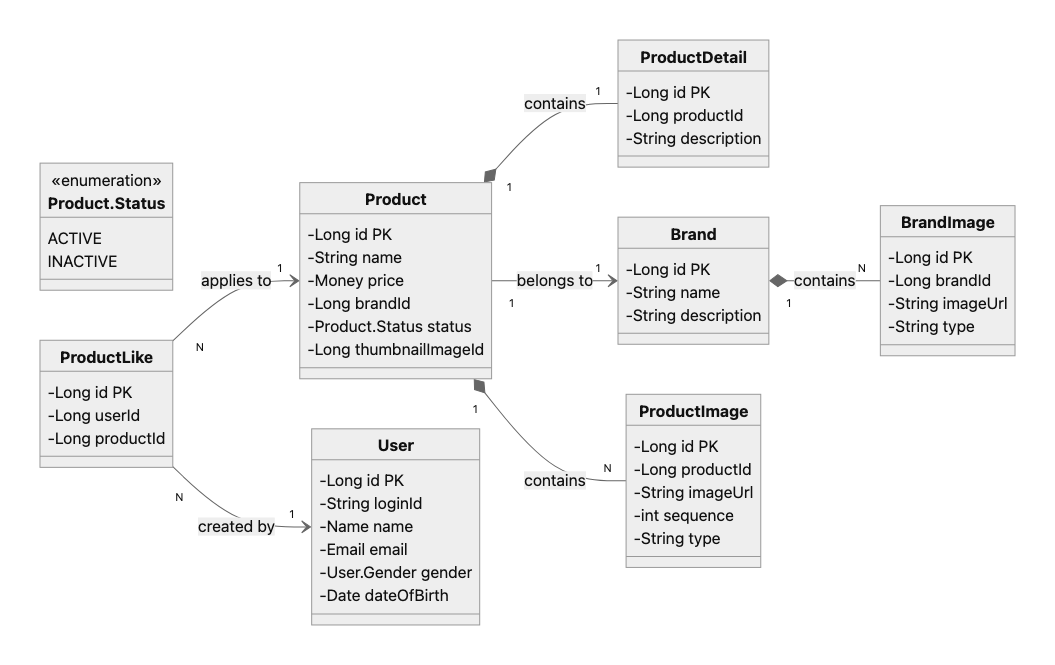 ProductDetail
-Long id PK
-Long productId
-String description
contains
1
1
«enumeration»
Product.Status
ACTIVE
INACTIVE
Product
-Long id PK
-String name
-Money price
-Long brandId
-Product.Status status
-Long thumbnailImageId
applies to
1
N
belongs to
1
1
Brand
-Long id PK
-String name
-String description
contains
N
1
BrandImage
-Long id PK
-Long brandId
-String imageUrl
-String type
ProductLike
-Long id PK
-Long userId
-Long productId
created by
N
1
User
-Long id PK
-String loginId
-Name name
-Email email
-User.Gender gender
-Date dateOfBirth
1
contains
N
ProductImage
-Long id PK
-Long productId
-String imageUrl
-int sequence
-String type